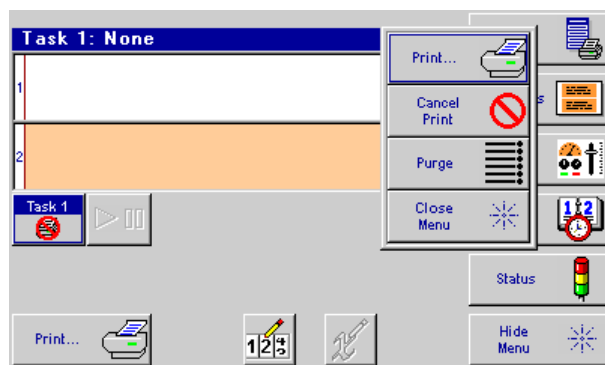 Task 1: None
1
2
Task 1
Print...
Cancel
Print
Purge
Close
Menu
s
Status
Print...
Hide
Menu